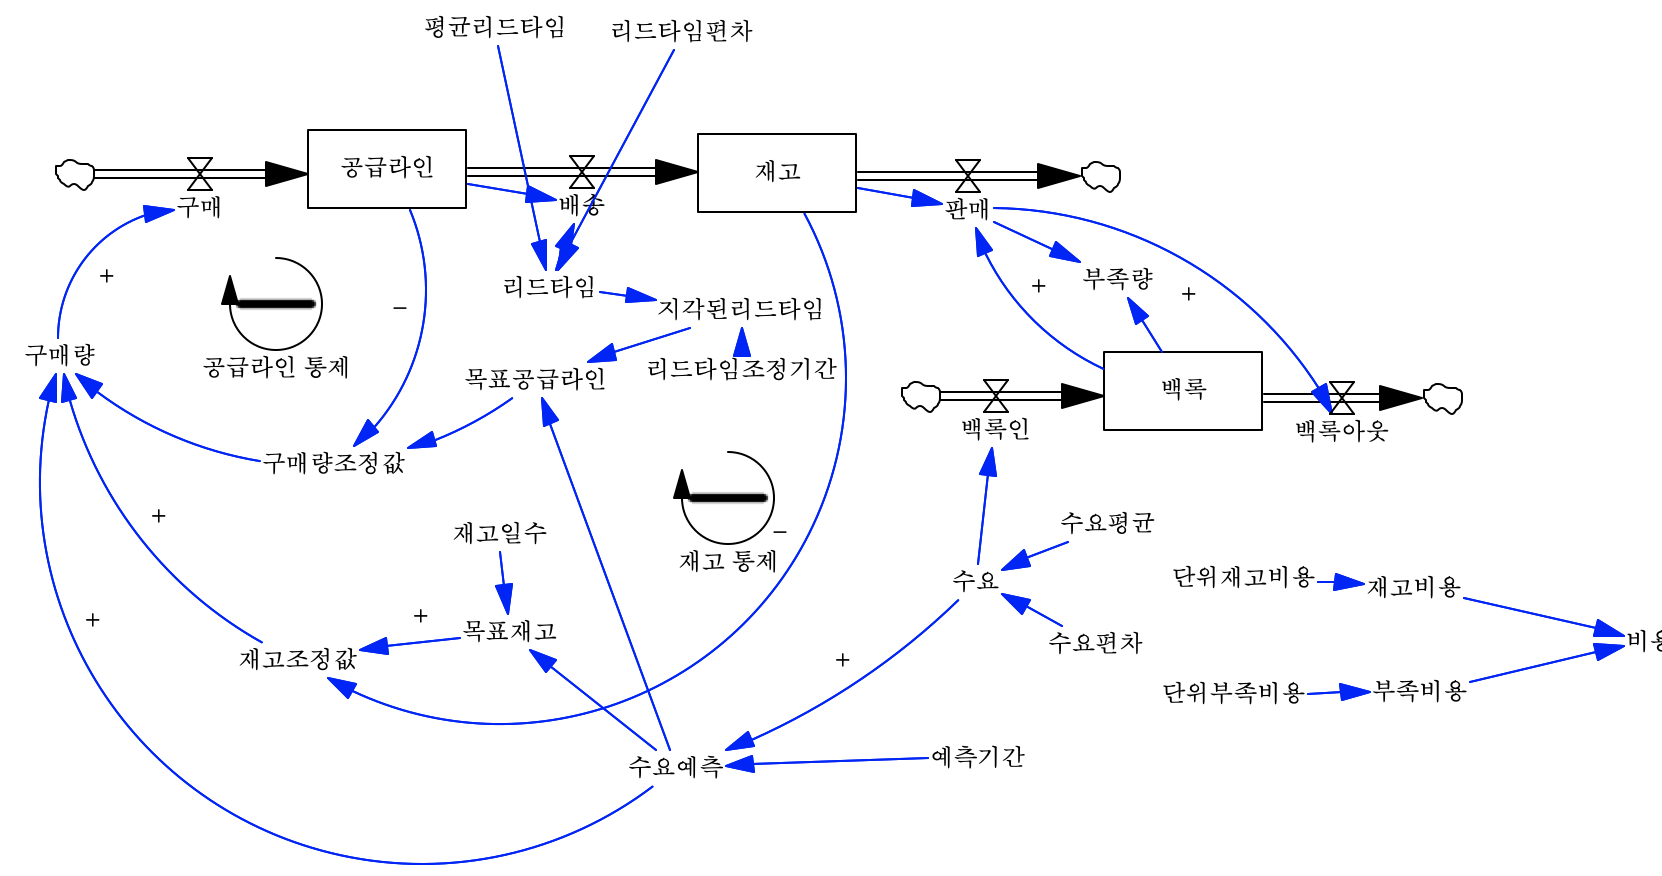 평균리드타임
리드타임편차
공급라인
재고
구매
배송
판매
리드타임
지각된리드타임
부족량
+
+
+
−
구매량
공급라인 통제
목표공급라인
리드타임조정기간
백록
백록인
백록아웃
구매량조정값
재고일수
−
재고 통제
수요평균
+
수요
단위재고비용
재고비용
+
목표재고
수요편차
+
재고조정값
+
단위부족비용
부족비용
수요예측
예측기간